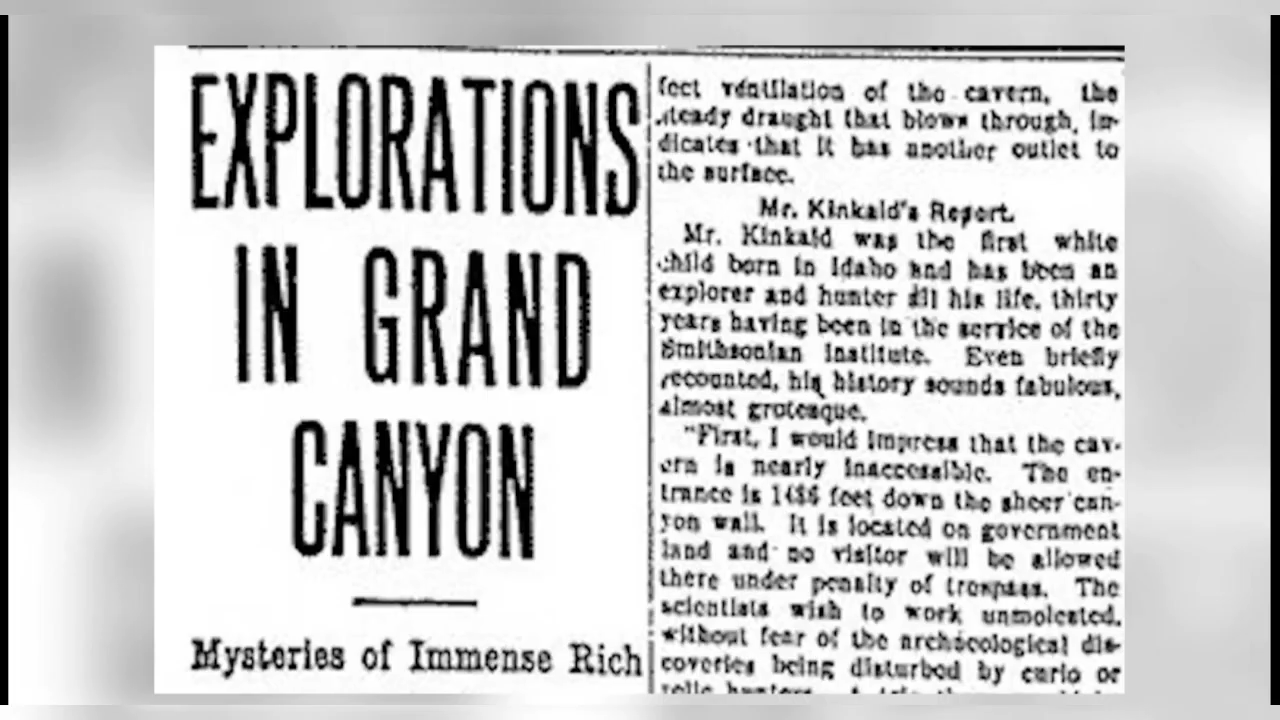 EXPLORATIONS
IN GRAND
CANYON
Mysteries of Immense Rich
fect ventilation of the cavern, the
steady draught that blows through, in-
dicates that it has another outlet to
the surface.
Mr. Kinkaid's Report.
Mr. Kinkaid was the first white
child born in Idaho and has been an
explorer and hunter all his life, thirty
years having been in the service of the
Smithsonian Institute. Even briefly
recounted, his history sounds fabulous,
almost grotesque.
"First, I would impress that the cav-
ern is nearly inaccessible. The en-
trance is 1486 feet down the sheer can-
yon wall. It is located on government
land and no visitor will be allowed
there under penalty of trespass. The
scientists wish to work unmolested,
without fear of the archaeological dis-
coveries being disturbed by curio or